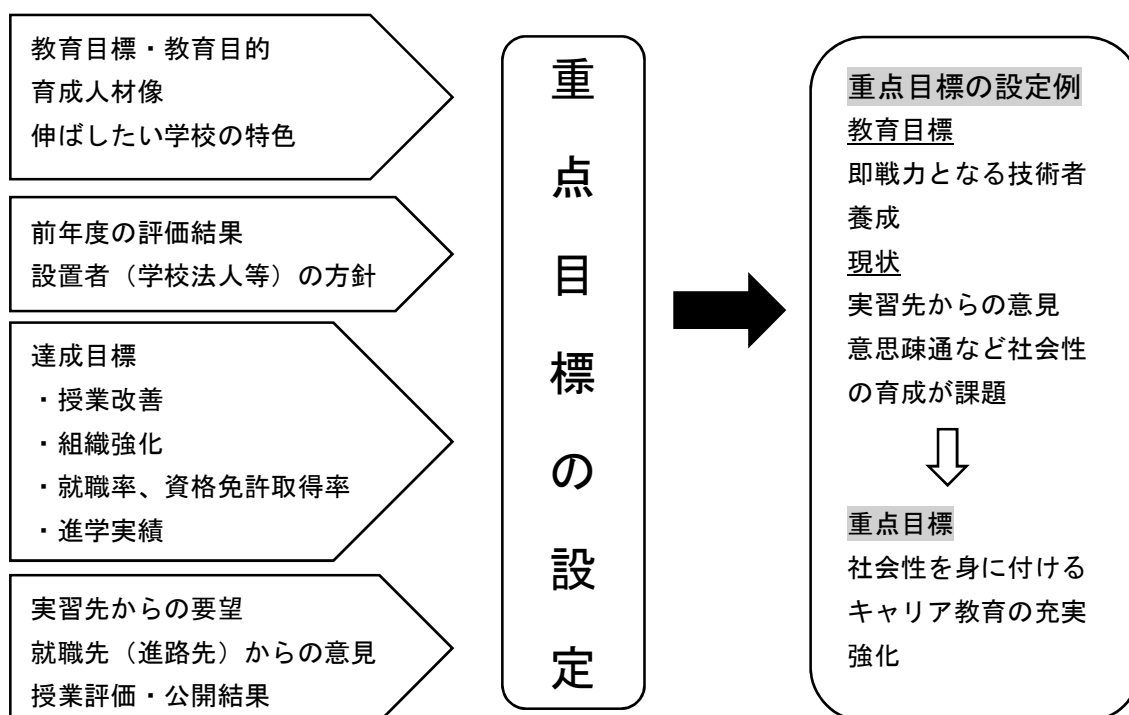 教育目標・教育目的
育成人材像
伸ばしたい学校の特色
前年度の評価結果
設置者（学校法人等）の方針
達成目標
・授業改善
・組織強化
・就職率、資格免許取得率
・進学実績
実習先からの要望
就職先（進路先）からの意見
授業評価・公開結果
重点目標の設定
重点目標の設定例
教育目標
即戦力となる技術者
養成
現状
実習先からの意見
意思疎通など社会性
の育成が課題
重点目標
社会性を身に付ける
キャリア教育の充実
強化